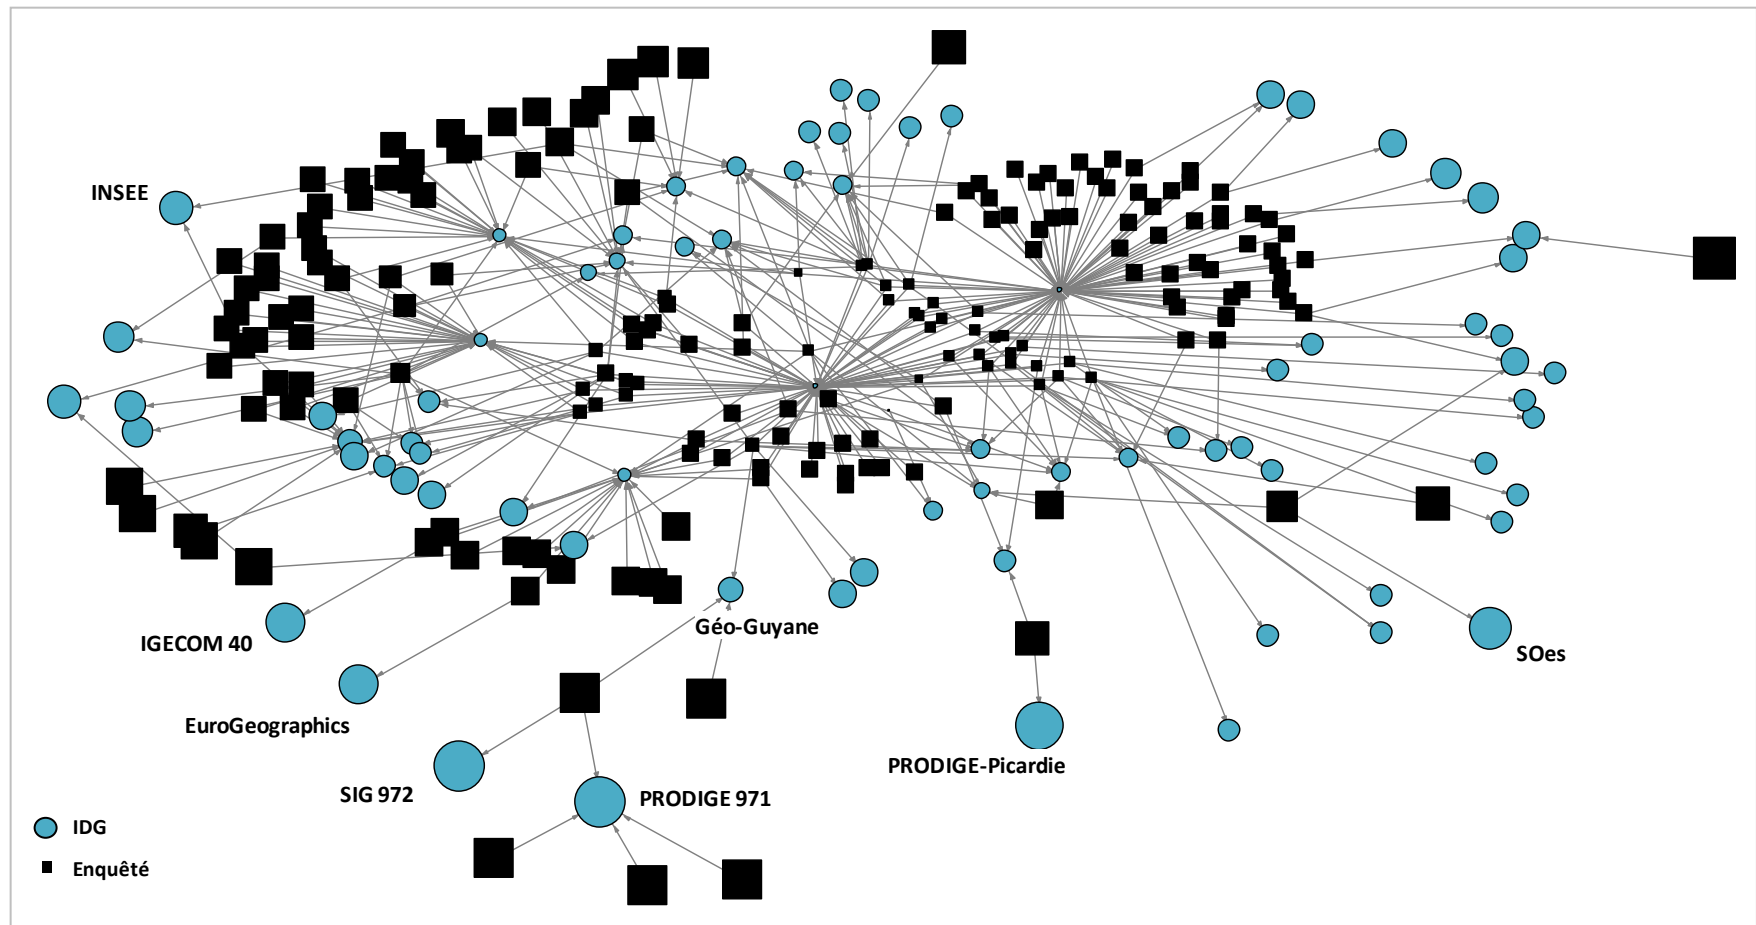 INSEE
Géo-Guyane
IGECOM 40
SOes
EuroGeographics
PRODIGE-Picardie
SIG 972
PRODIGE 971
IDG
Enquêté